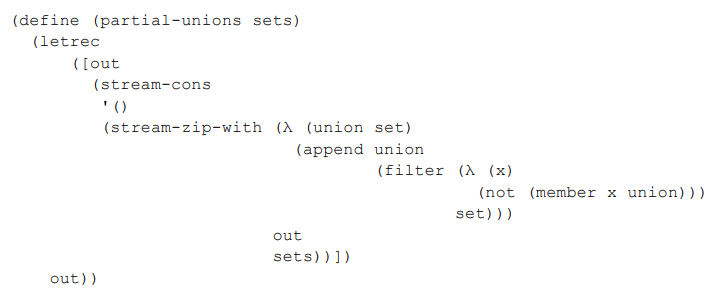 (define (partial-unions sets)
  (letrec
      ([out
        (stream-cons
         '()
         (stream-zip-with (λ (union set)
                            (append union
                                    (filter (λ (x)
                                              (not (member x union)))
                                            set)))
                          out
                          sets))])
    out))